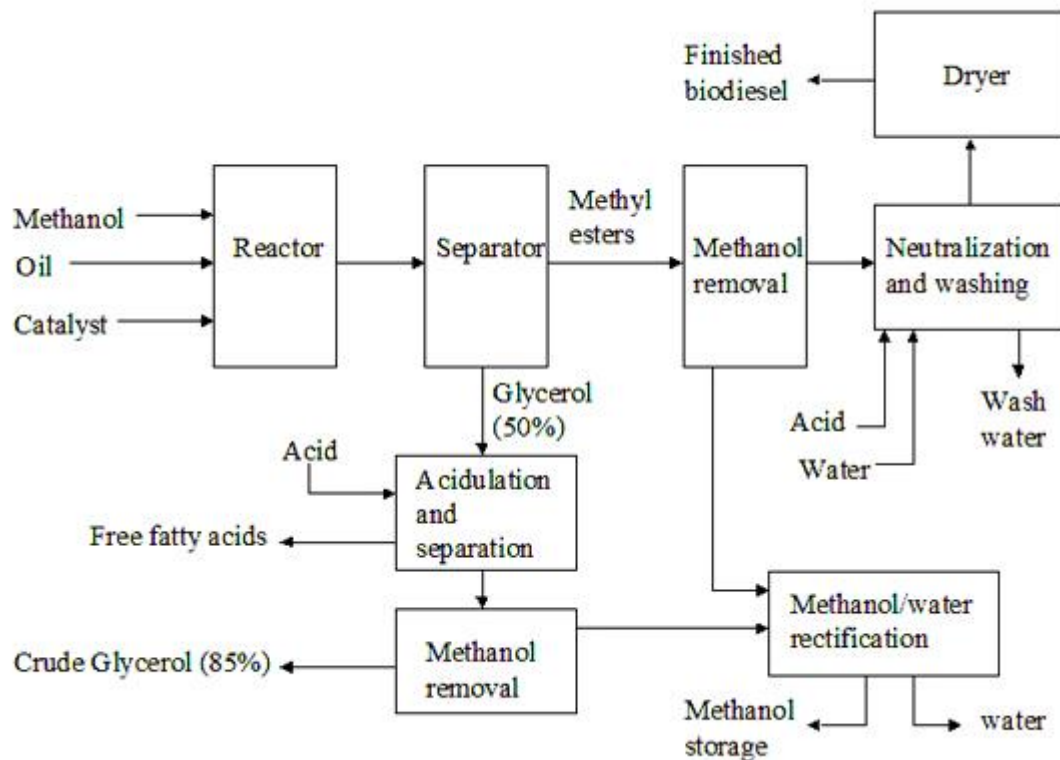 Finished
biodiesel
Dryer
Methanol
Oil
Catalyst
Reactor
Separator
Methyl
esters
Methanol
removal
Neutralization
and washing
Glycerol
(50%)
Acid
Water
Wash
water
Acid
Acidulation
and
separation
Free fatty acids
Methanol/water
rectification
Crude Glycerol (85%)
Methanol
removal
Methanol
storage
water